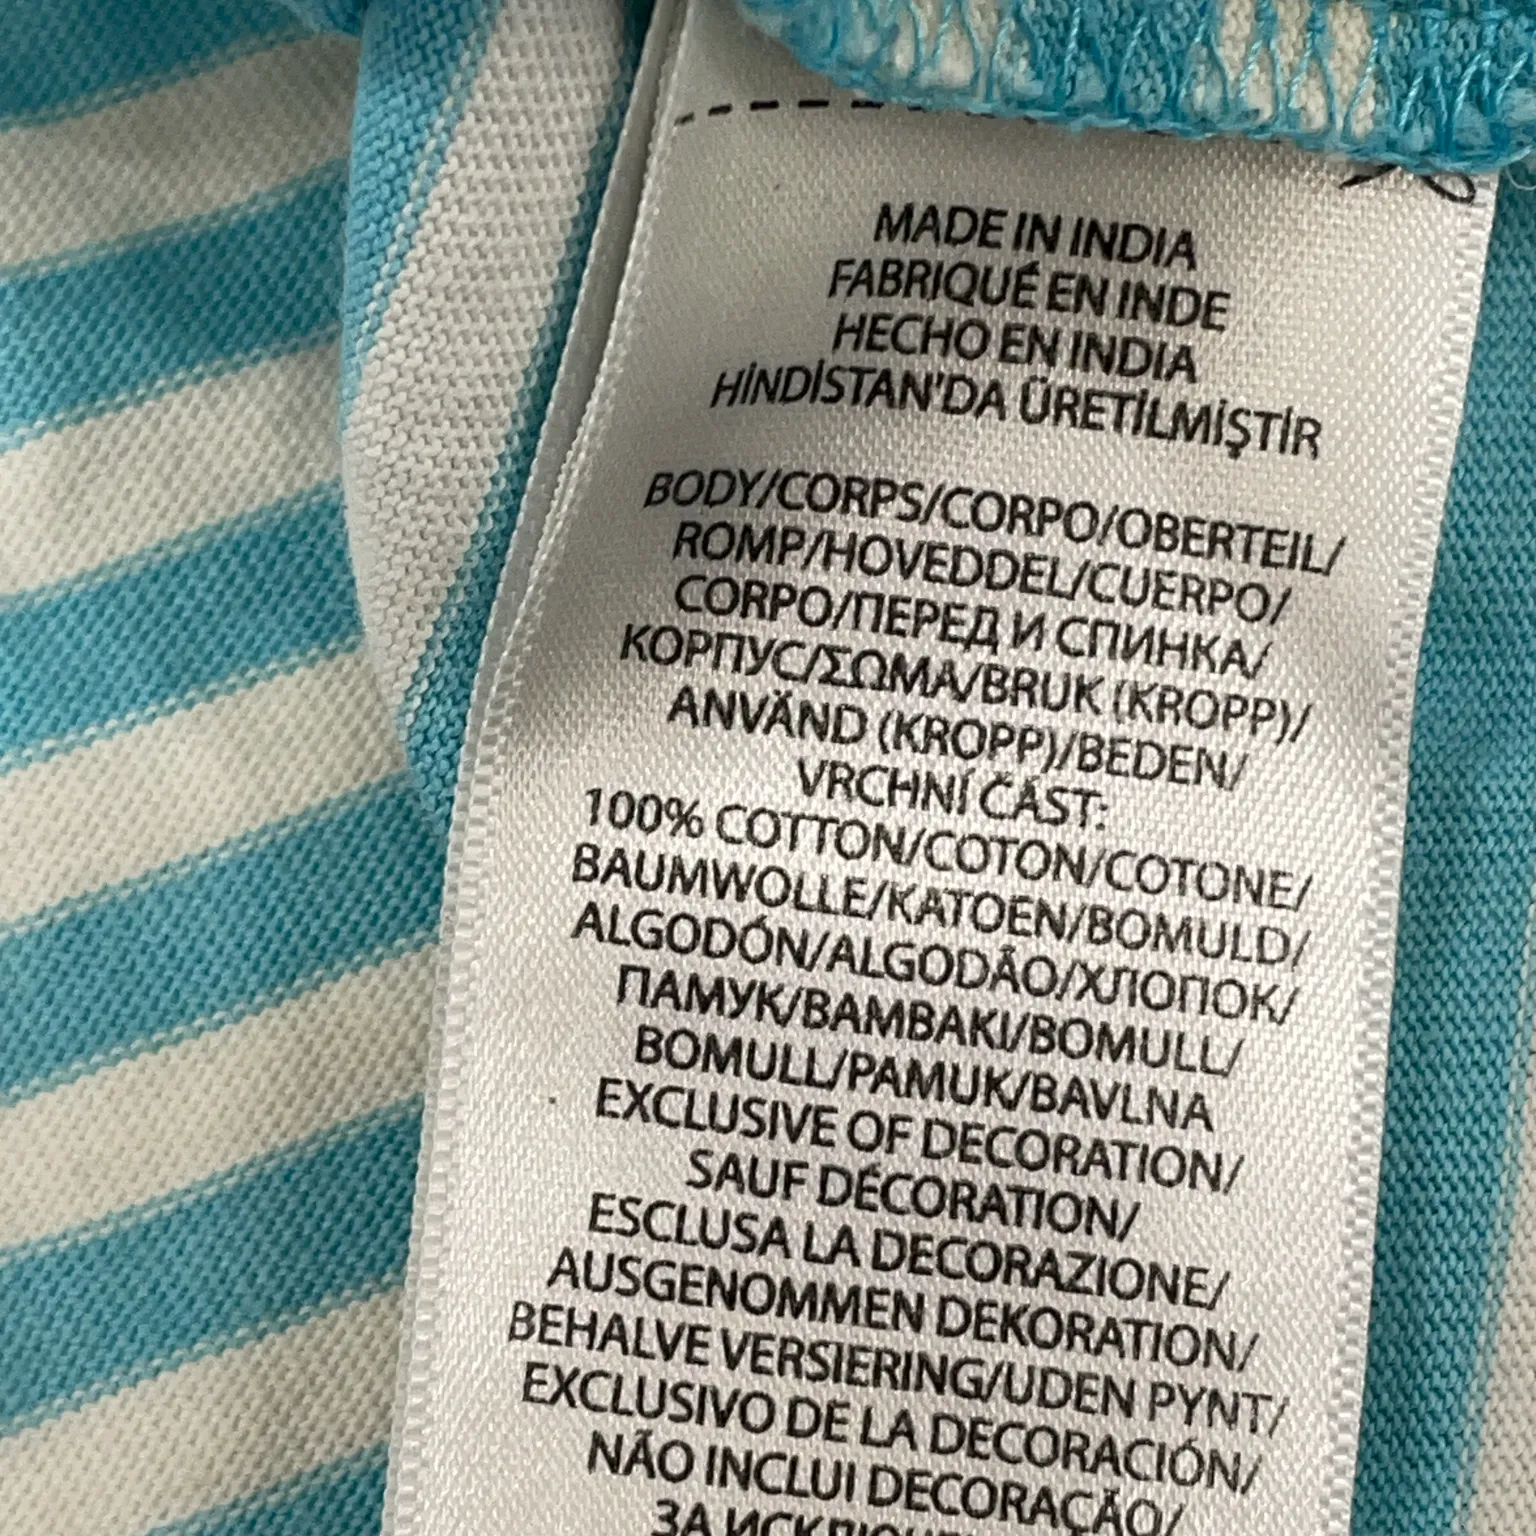 MADE IN INDIA
FABRIQUÉ EN INDE
HECHO EN INDIA
HİNDİSTAN'DA ÜRETİLMİŞTİR
BODY/CORPS/CORPO/OBERTEIL/
ROMP/HOVEDDEL/CUERPO/
CORPO/ПЕРЕД И СПИНКА/
КОРПУС/ΣΩΜΑ/BRUK (KROPP)/
ANVÄND (KROPP)/BEDEN/
VRCHNÍ ČÁST:
100% COTTON/COTON/COTONE/
BAUMWOLLE/KATOEN/BOMULD/
ALGODÓN/ALGODÃO/ХЛОПОК/
ПАМУК/ΒΑΜΒΑΚΙ/BOMULL/
BOMULL/PAMUK/BAVLNA
EXCLUSIVE OF DECORATION/
SAUF DÉCORATION/
ESCLUSA LA DECORAZIONE/
AUSGENOMMEN DEKORATION/
BEHALVE VERSIERING/UDEN PYNT/
EXCLUSIVO DE LA DECORACIÓN/
NÃO INCLUI DECORAÇÃO/
ЗА